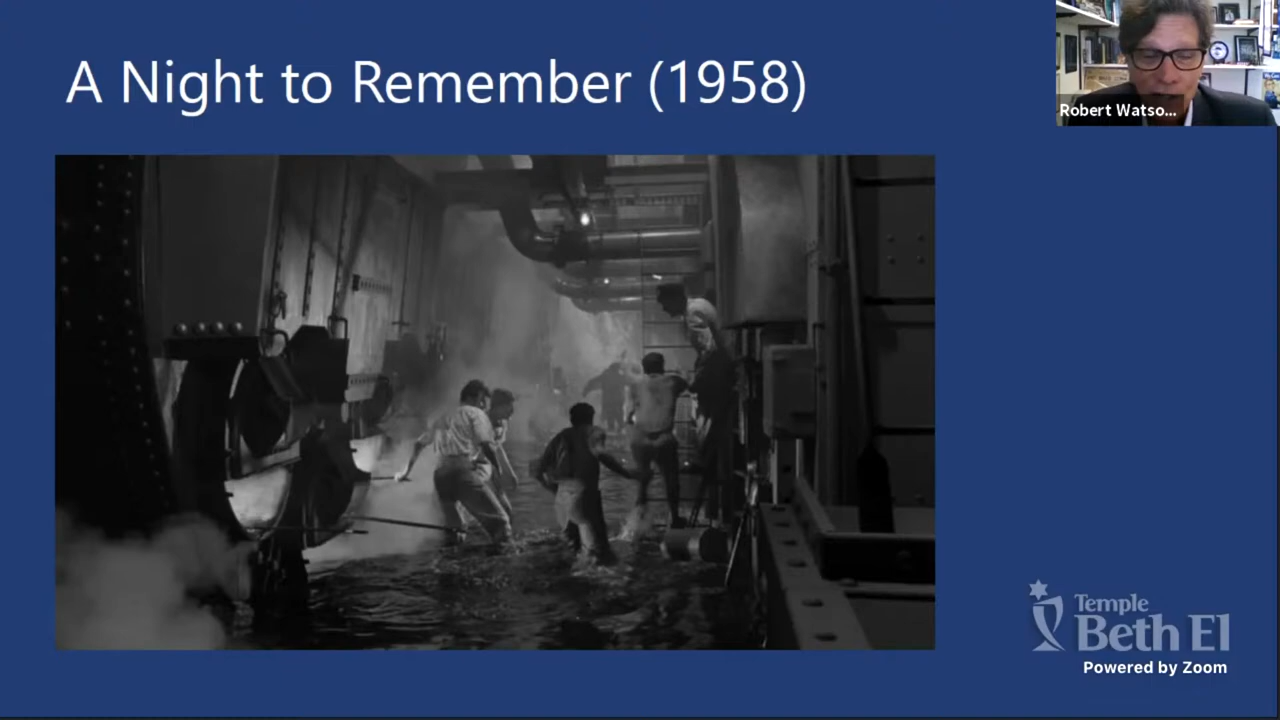 A Night to Remember (1958)
Robert Watso...
Temple
Beth El
Powered by Zoom